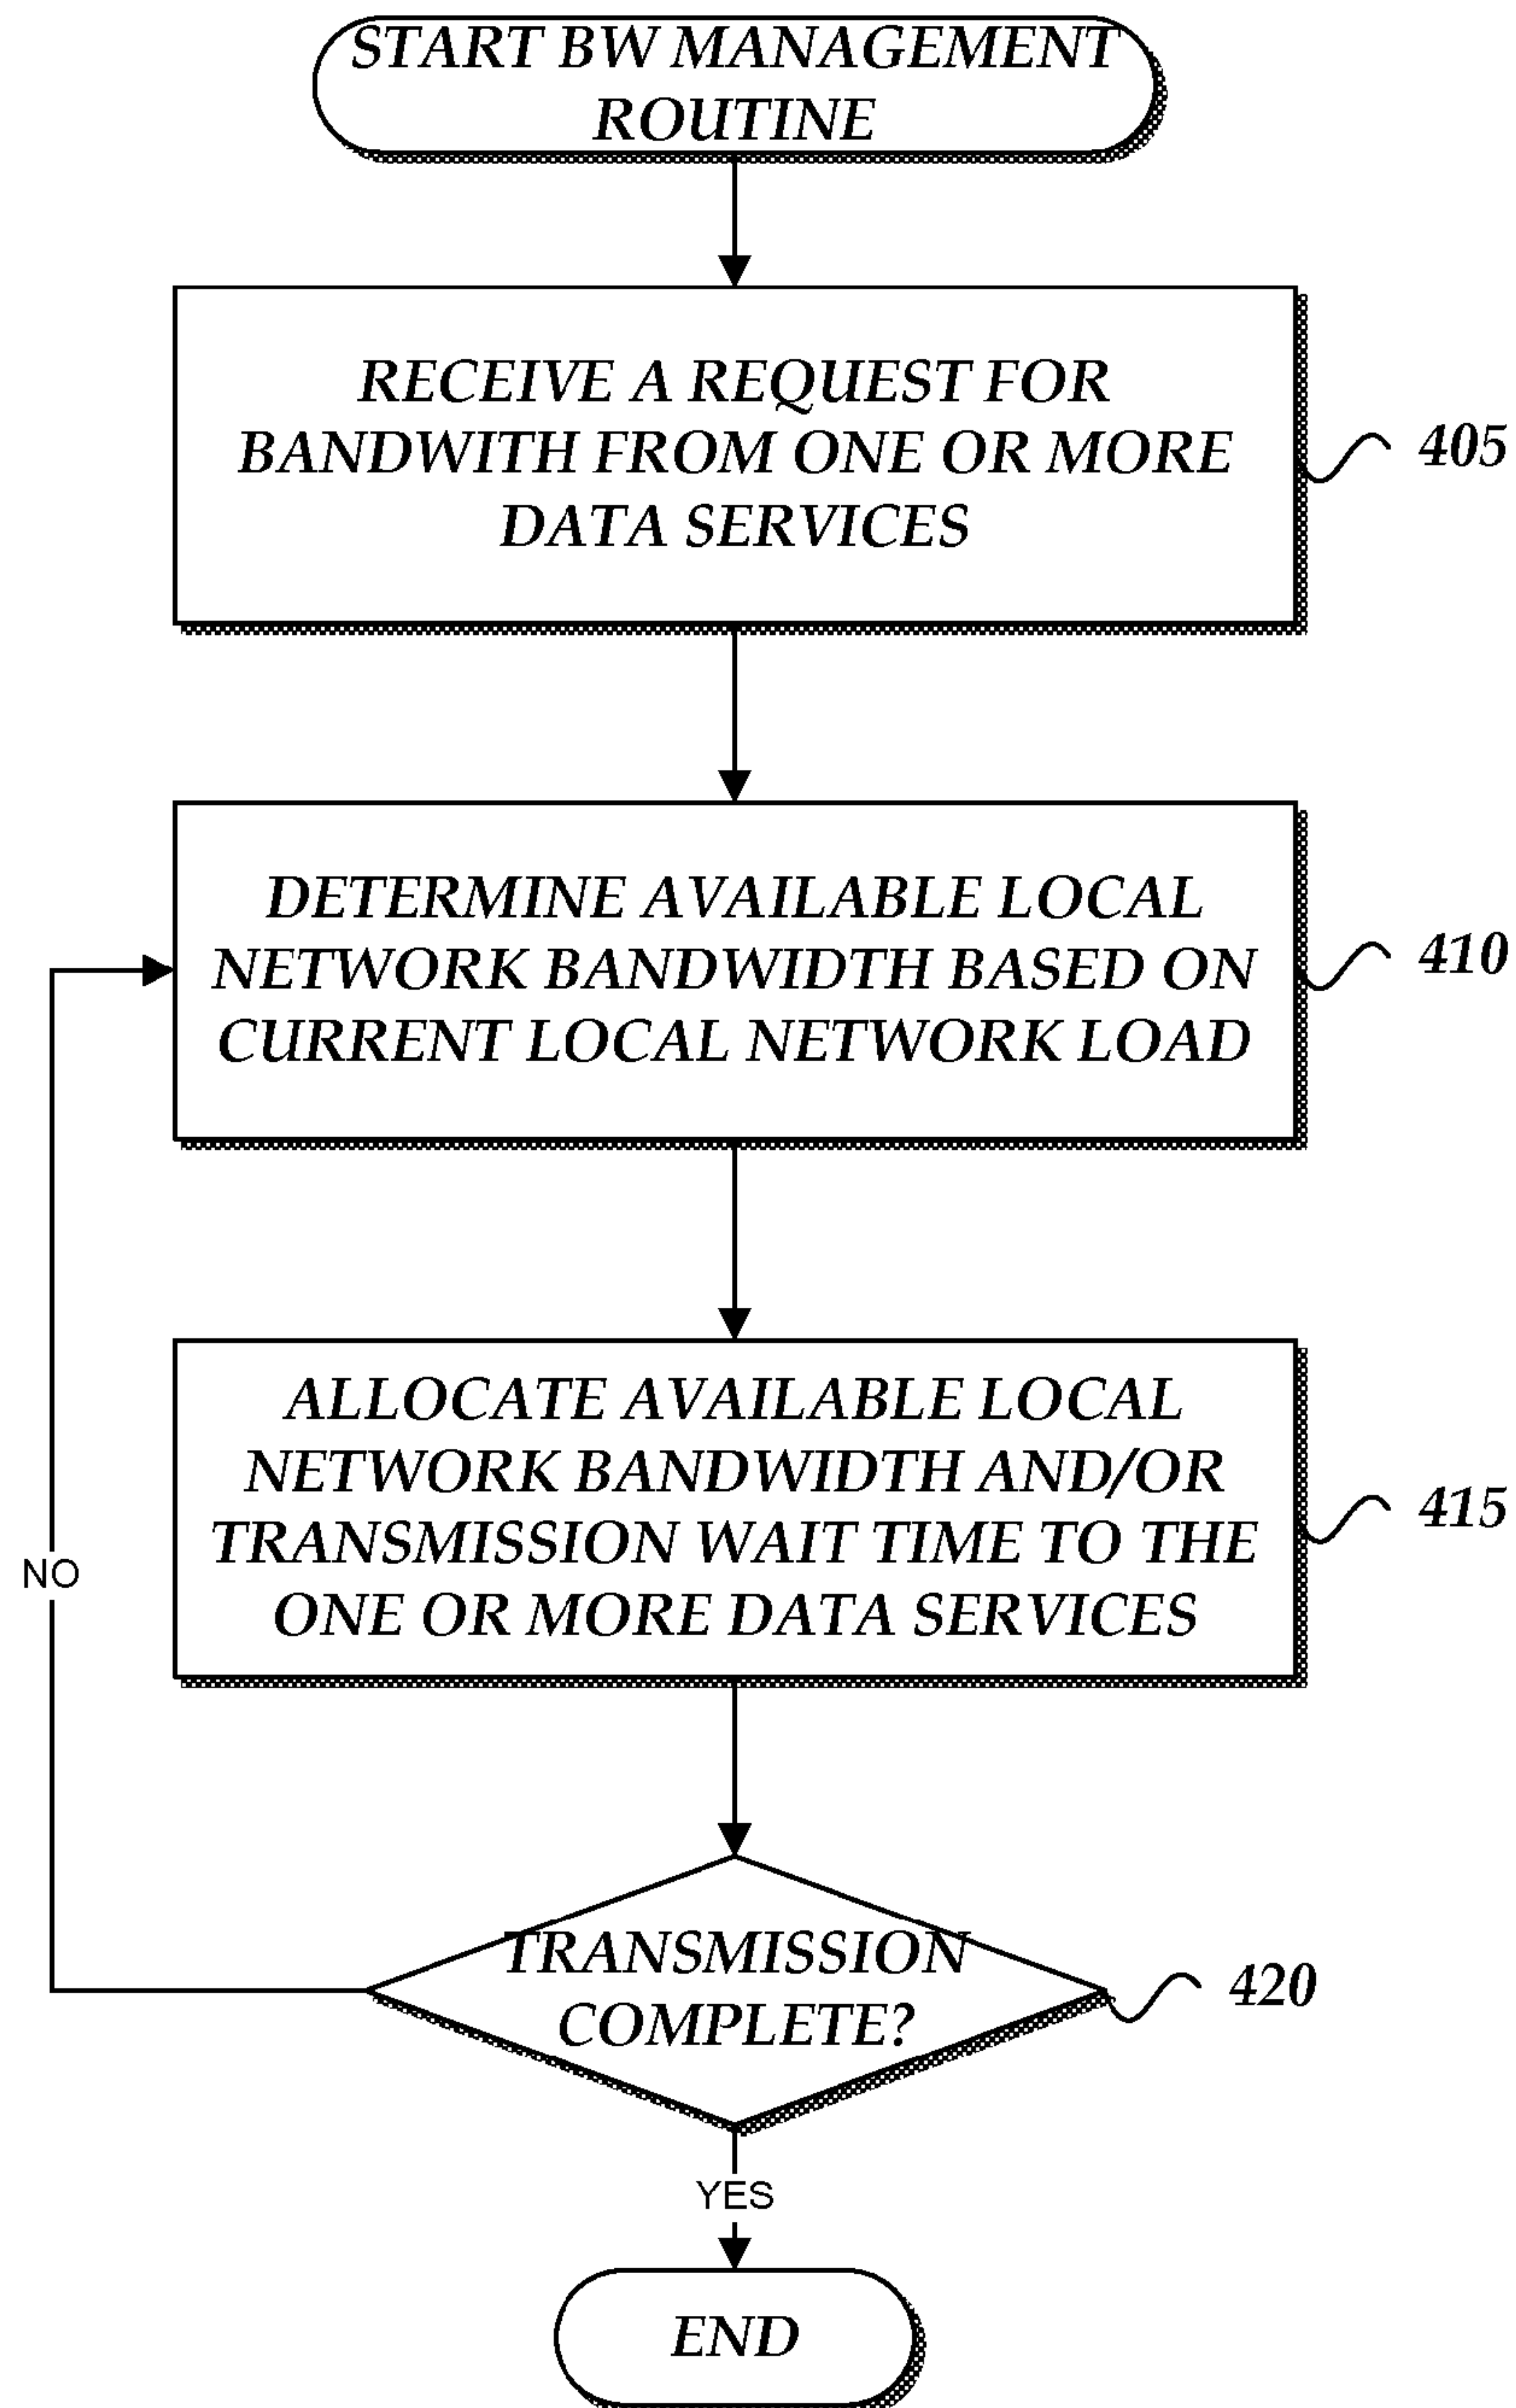 START BW MANAGEMENT
ROUTINE
RECEIVE A REQUEST FOR
BANDWITH FROM ONE OR MORE
DATA SERVICES
405
DETERMINE AVAILABLE LOCAL
NETWORK BANDWIDTH BASED ON
CURRENT LOCAL NETWORK LOAD
410
ALLOCATE AVAILABLE LOCAL
NETWORK BANDWIDTH AND/OR
TRANSMISSION WAIT TIME TO THE
ONE OR MORE DATA SERVICES
415
NO
TRANSMISSION
COMPLETE?
420
YES
END